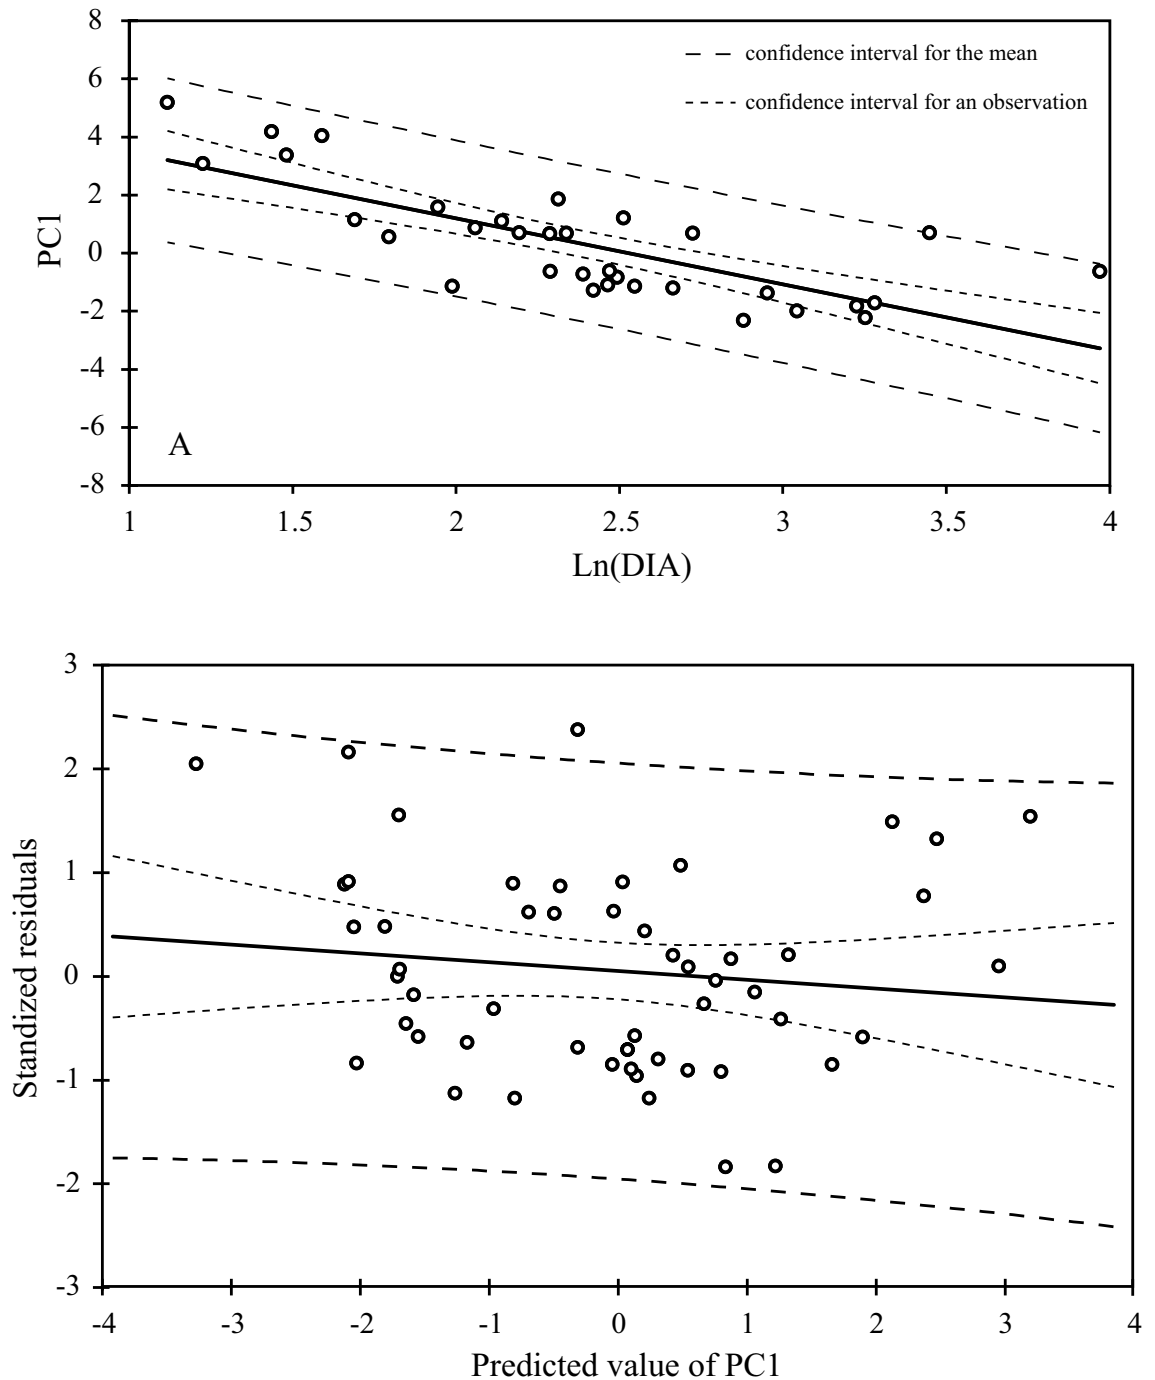 8
confidence interval for the mean
6
confidence interval for an observation
4
2
PC1
0
-2
-4
-6
A
-8
1 1.5 2 2.5 3 3.5 4
Ln(DIA)
3
2
1
Standized residuals
0
-1
-2
-3
-4 -3 -2 -1 0 1 2 3 4
Predicted value of PC1